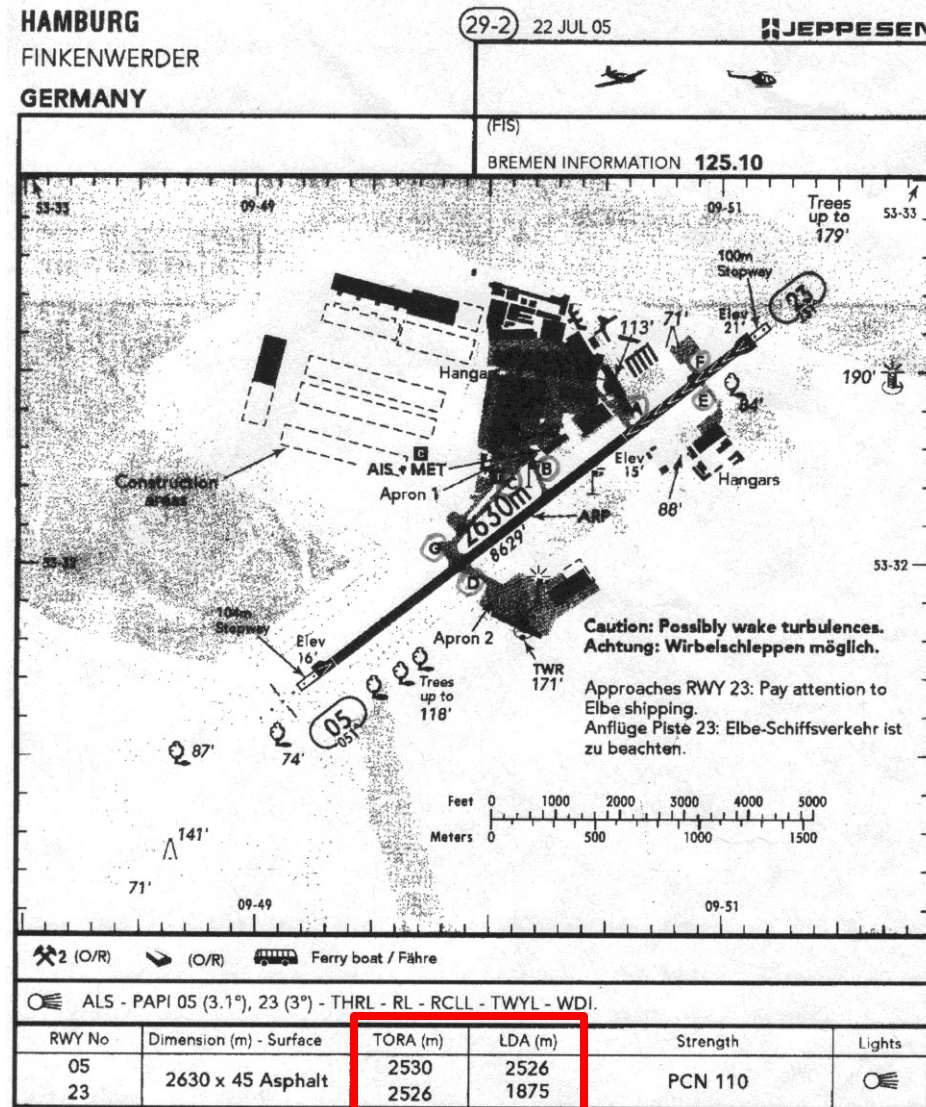 HAMBURG
FINKENWERDER
GERMANY
29-2 22 JUL 05
JEPPESEN
(FIS)
BREMEN INFORMATION 125.10
53-33
09-49
09-51
53-33
Trees
up to
179'
100m
Stopway
23
Elev
21'
113'
71'
Hangars
F
190'
A
E
84'
C
Elev
15'
AIS + MET
B
Hangars
Construction
areas
Apron 1
C
2630m
88'
ARP
8629'
G
53-32
53-32
D
104m
Stopway
Elev
16'
Apron 2
TWR
171'
Trees
up to
118'
05
051°
87'
74'
Caution: Possibly wake turbulences.
Achtung: Wirbelschleppen möglich.
Approaches RWY 23: Pay attention to
Elbe shipping.
Anflüge Piste 23: Elbe-Schiffsverkehr ist
zu beachten.
Feet 0 1000 2000 3000 4000 5000
Meters 0 500 1000 1500
141'
71'
09-49
09-51
2 (O/R) (O/R) Ferry boat / Fähre
ALS - PAPI 05 (3.1°), 23 (3°) - THRL - RL - RCLL - TWYL - WDI.
RWY No Dimension (m) - Surface TORA (m) LDA (m) Strength Lights
05 2530 2526
2630 x 45 Asphalt PCN 110
23 2526 1875